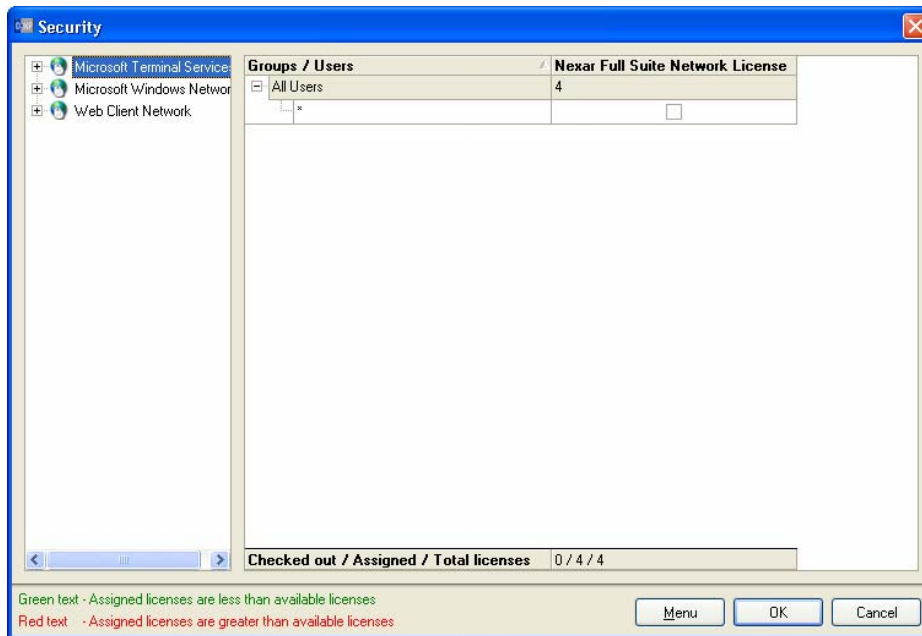 Security
Microsoft Terminal Service
Microsoft Windows Networ
Web Client Network
Groups / Users Nexar Full Suite Network License
All Users 4
*
Checked out / Assigned / Total licenses 0 / 4 / 4
Green text - Assigned licenses are less than available licenses
Red text - Assigned licenses are greater than available licenses
Menu OK Cancel